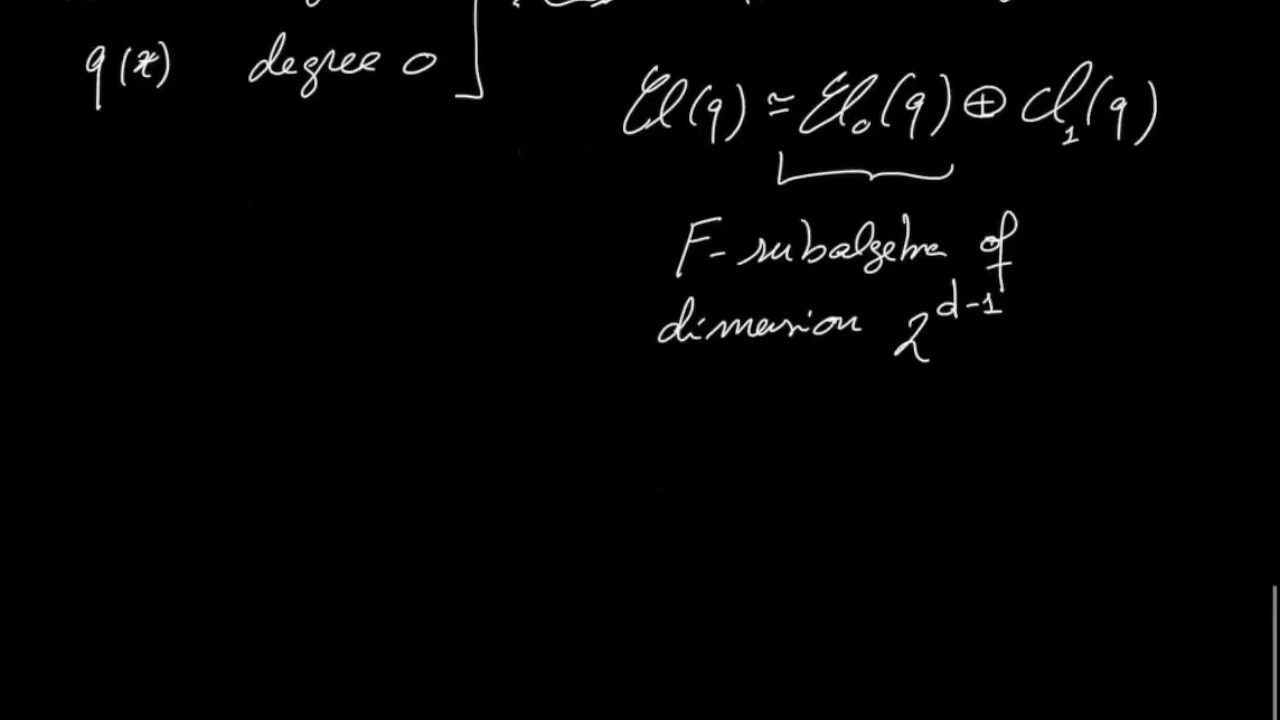 q(x) degree 0
Cl(q) ≃ Cl₀(q) ⊕ Cl₁(q)
F-subalgebra of
dimension 2^{d-1}